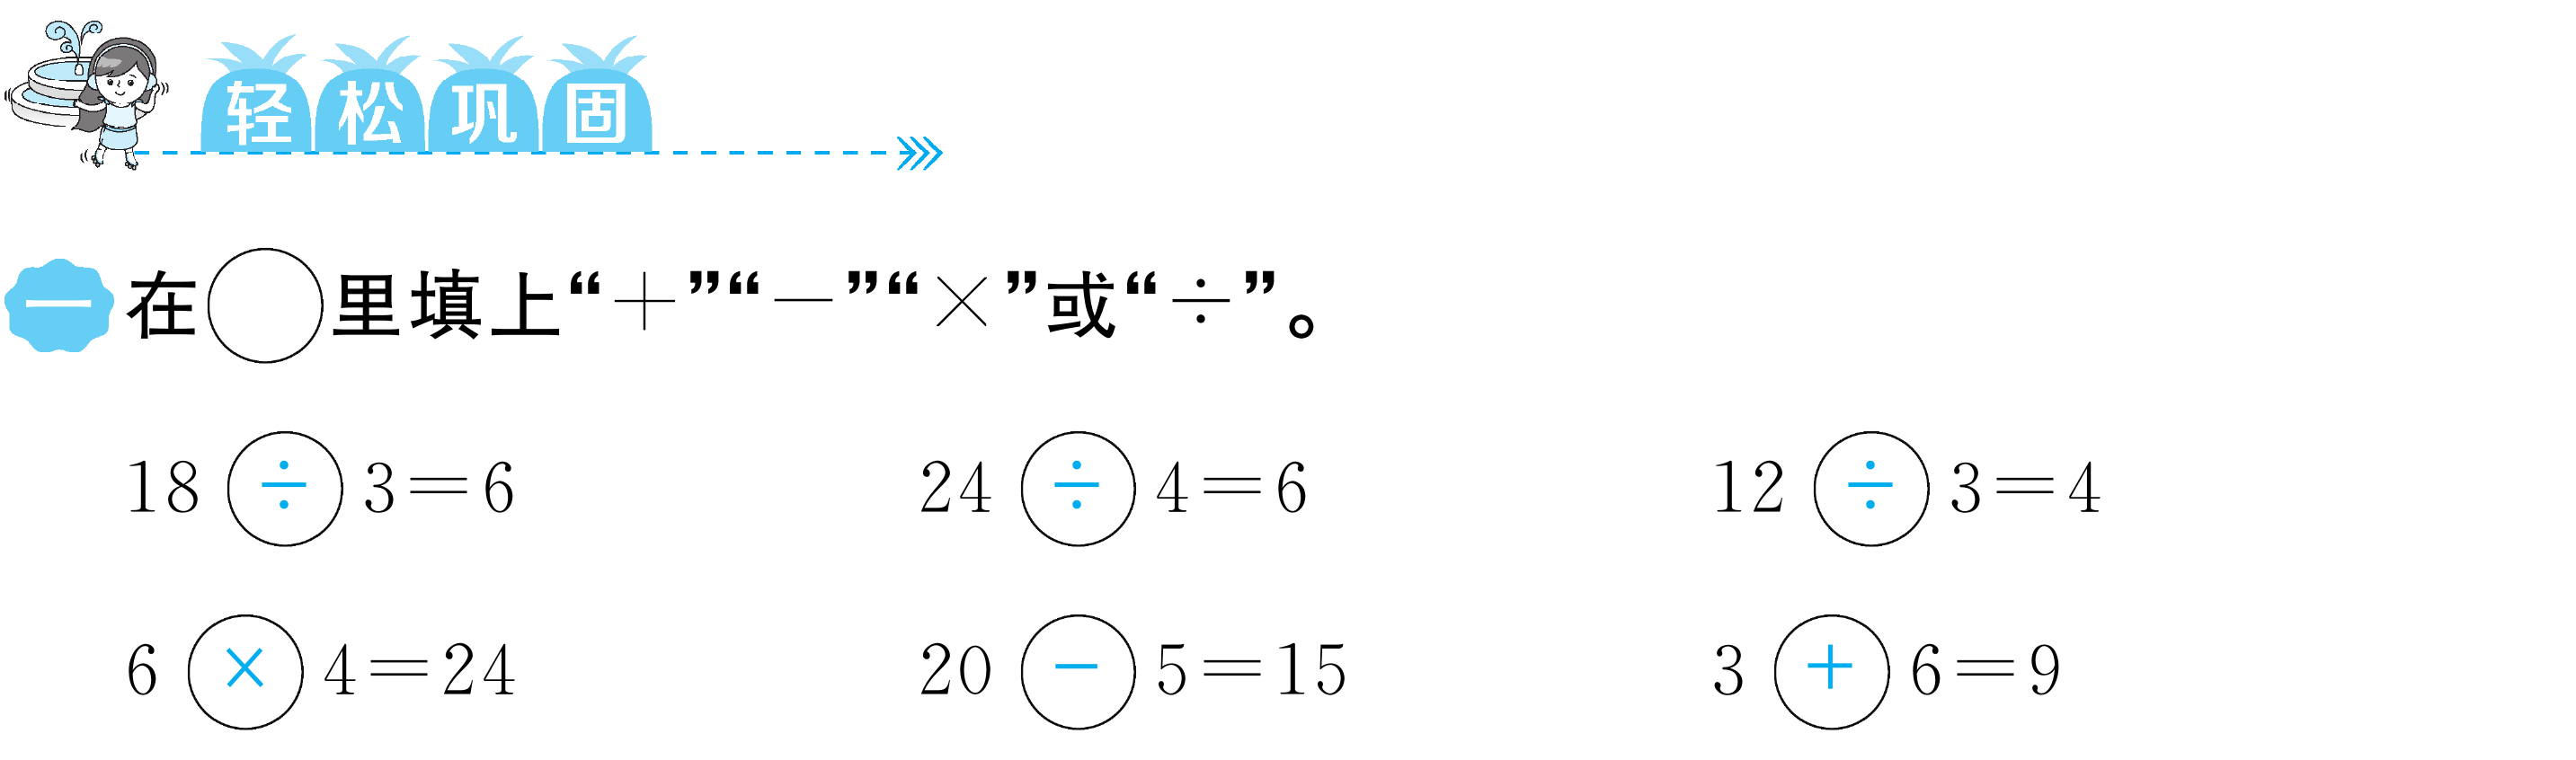 轻松巩固
一 在○里填上“+”“-”“×”或“÷”。
18 ÷ 3=6 24 ÷ 4=6 12 ÷ 3=4
6 × 4=24 20 - 5=15 3 + 6=9